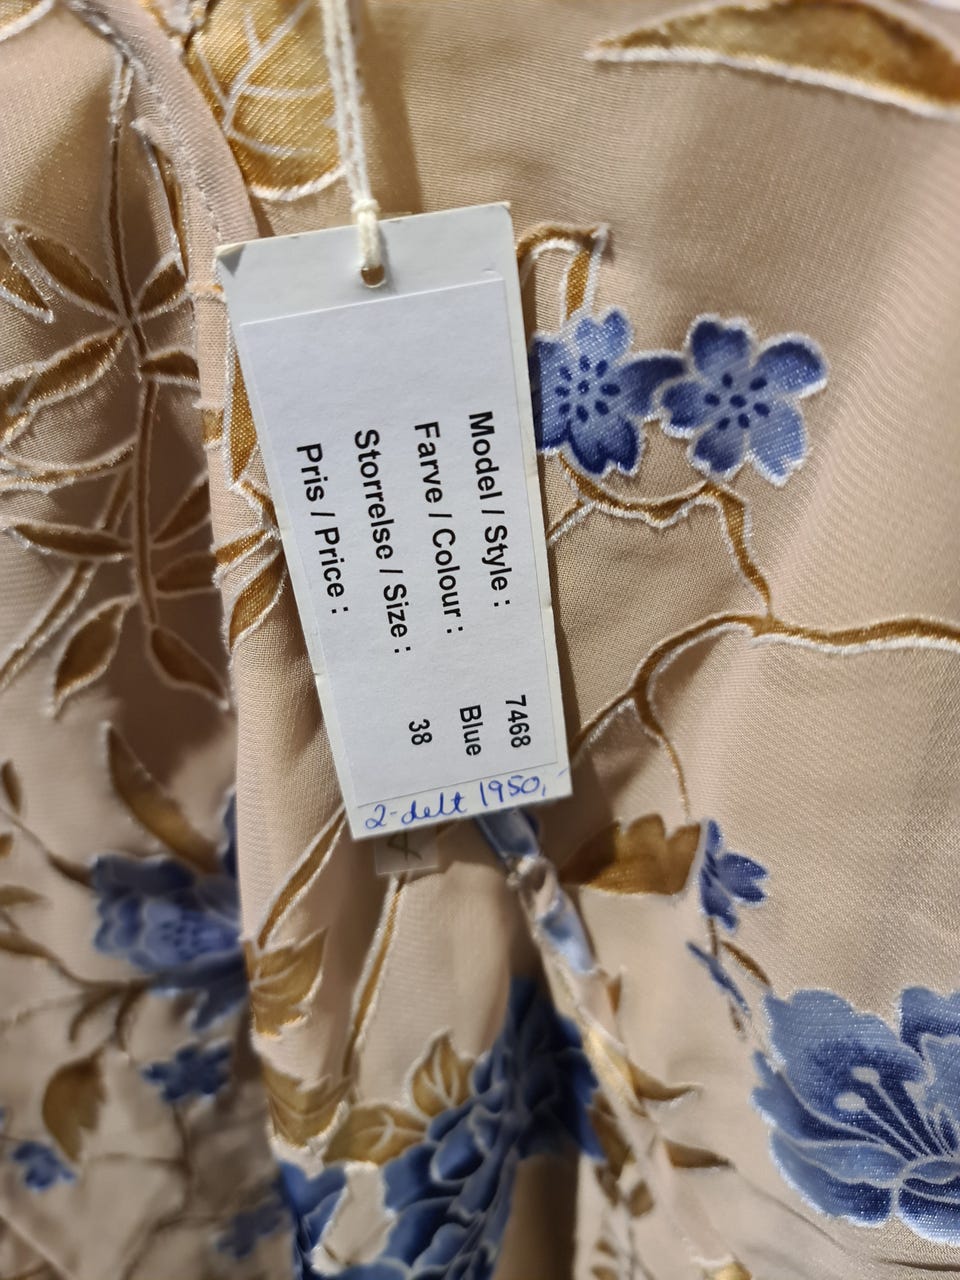 Model / Style : 7468
Farve / Colour : Blue
Storrelse / Size : 38
Pris / Price :
2-delt 1950,-